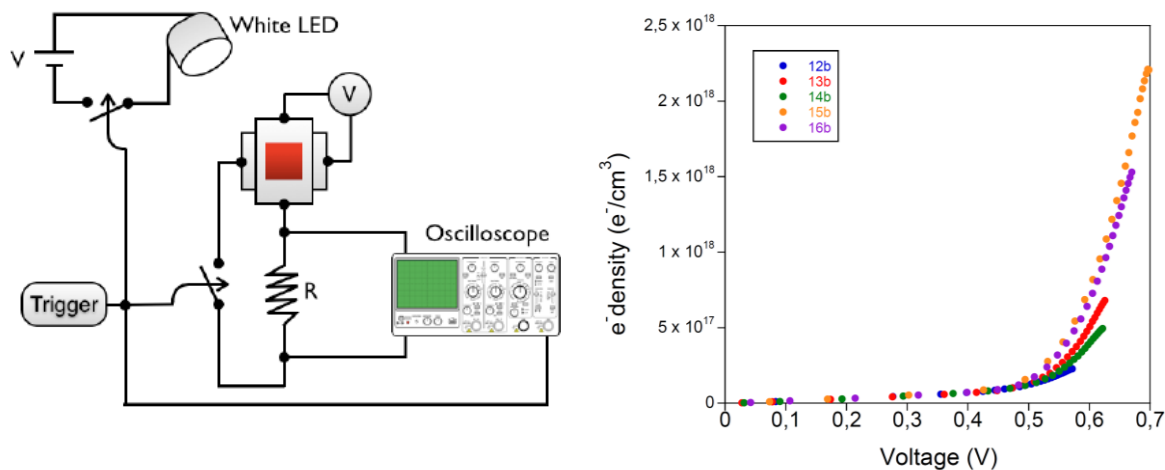 White LED
V
V
Oscilloscope
R
Trigger
2,5 x 10^18
2 x 10^18
1,5 x 10^18
1 x 10^18
5 x 10^17
0
e⁻ density (e⁻/cm³)
12b
13b
14b
15b
16b
0 0,1 0,2 0,3 0,4 0,5 0,6 0,7
Voltage (V)